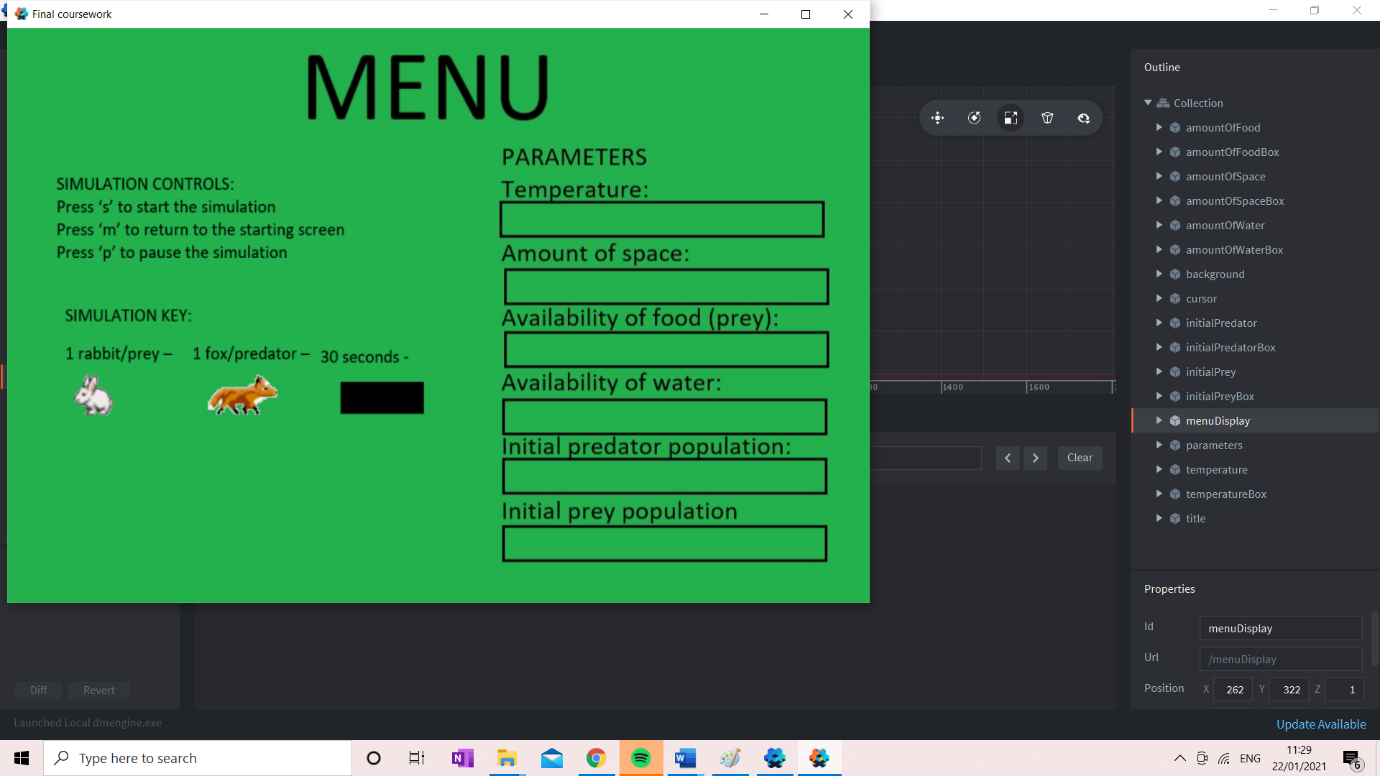 Final coursework
MENU
SIMULATION CONTROLS:
Press ‘s’ to start the simulation
Press ‘m’ to return to the starting screen
Press ‘p’ to pause the simulation
SIMULATION KEY:
1 rabbit/prey –
1 fox/predator –
30 seconds -
PARAMETERS
Temperature:
Amount of space:
Availability of food (prey):
Availability of water:
Initial predator population:
Initial prey population
1400
1600
Clear
Outline
Collection
amountOfFood
amountOfFoodBox
amountOfSpace
amountOfSpaceBox
amountOfWater
amountOfWaterBox
background
cursor
initialPredator
initialPredatorBox
initialPrey
initialPreyBox
menuDisplay
parameters
temperature
temperatureBox
title
Properties
Id menuDisplay
Url /menuDisplay
Position X 262 Y 322 Z 1
Diff Revert
Launched Local dmengine.exe
Update Available
Type here to search
ENG
11:29
22/01/2021
6